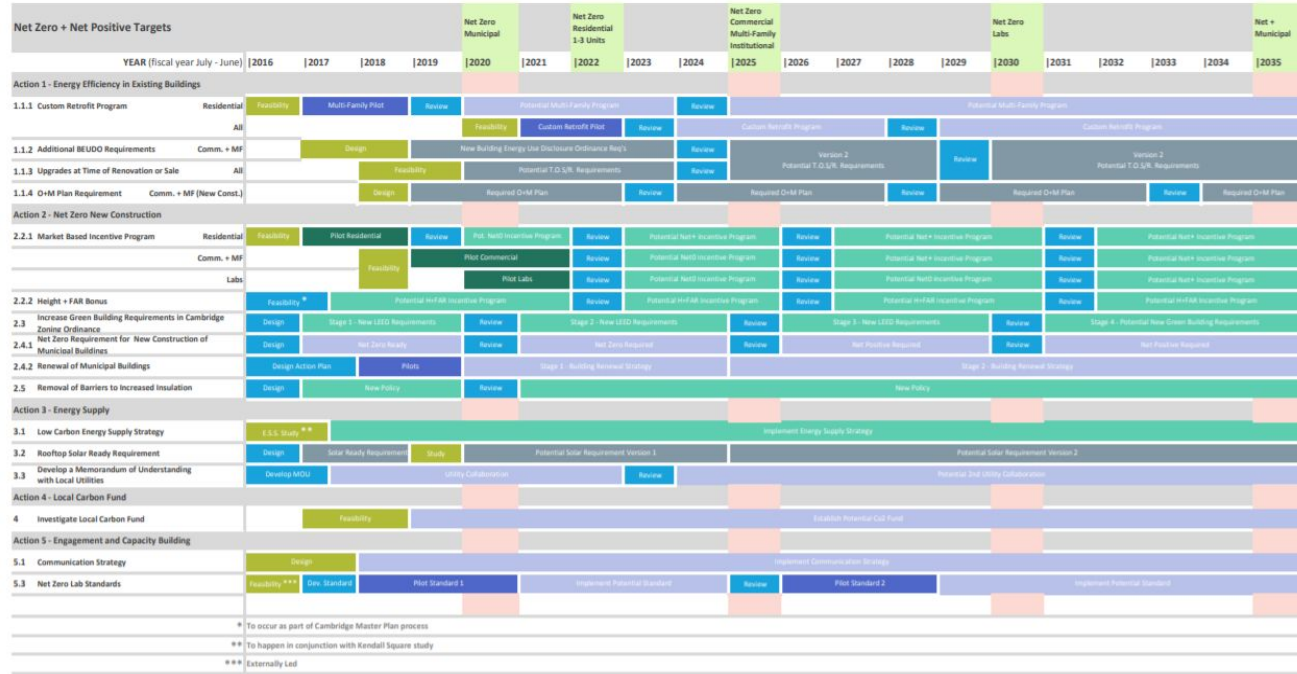 Net Zero + Net Positive Targets
Net Zero Municipal
Net Zero Residential 1-3 Units
Net Zero Commercial Multi-Family Institutional
Net Zero Labs
Net + Municipal
YEAR (fiscal year July - June) |2016 |2017 |2018 |2019 |2020 |2021 |2022 |2023 |2024 |2025 |2026 |2027 |2028 |2029 |2030 |2031 |2032 |2033 |2034 |2035
Action 1 - Energy Efficiency in Existing Buildings
1.1.1 Custom Retrofit Program Residential Feasibility Multi-Family Pilot Review Potential Multi-Family Program Review Potential Multi-Family Program
All Feasibility Custom Retrofit Pilot Review Custom Retrofit Program Review Custom Retrofit Program
1.1.2 Additional BEUDO Requirements Comm. + MF Design New Building Energy Use Disclosure Ordinance Req's Review
1.1.3 Upgrades at Time of Renovation or Sale All Feasibility Potential T.O.S/R. Requirements Review
Version 2
Potential T.O.S/R. Requirements
Review
Version 2
Potential T.O.S/R. Requirements
1.1.4 O+M Plan Requirement Comm. + MF (New Const.) Design Required O+M Plan Review Required O+M Plan Review Required O+M Plan Review Required O+M Plan
Action 2 - Net Zero New Construction
2.2.1 Market Based Incentive Program Residential Feasibility Pilot Residential Review Pot. Net0 Incentive Program Review Potential Net+ Incentive Program Review Potential Net+ Incentive Program Review Potential Net+ Incentive Program
Comm. + MF Feasibility Pilot Commercial Review Potential Net0 Incentive Program Review Potential Net+ Incentive Program Review Potential Net+ Incentive Program
Labs Pilot Labs Review Potential Net0 Incentive Program Review Potential Net0 Incentive Program Review Potential Net+ Incentive Program
2.2.2 Height + FAR Bonus Feasibility * Potential H+FAR Incentive Program Review Potential H+FAR Incentive Program Review Potential H+FAR Incentive Program Review Potential H+FAR Incentive Program
2.3 Increase Green Building Requirements in Cambridge Zoning Ordinance Design Stage 1 - New LEED Requirements Review Stage 2 - New LEED Requirements Review Stage 3 - New LEED Requirements Review Stage 4 - Potential New Green Building Requirements
2.4.1 Net Zero Requirement for New Construction of Municipal Buildings Design Net Zero Ready Review Net Zero Required Review Net Positive Required Review Net Positive Required
2.4.2 Renewal of Municipal Buildings Design Action Plan Pilots Stage 1 - Building Renewal Strategy Stage 2 - Building Renewal Strategy
2.5 Removal of Barriers to Increased Insulation Design New Policy Review New Policy
Action 3 - Energy Supply
3.1 Low Carbon Energy Supply Strategy E.S.S. Study ** Implement Energy Supply Strategy
3.2 Rooftop Solar Ready Requirement Design Solar Ready Requirement Study Potential Solar Requirement Version 1 Potential Solar Requirement Version 2
3.3 Develop a Memorandum of Understanding with Local Utilities Develop MOU Utility Collaboration Review Potential 2nd Utility Collaboration
Action 4 - Local Carbon Fund
4 Investigate Local Carbon Fund Feasibility Establish Potential Co2 Fund
Action 5 - Engagement and Capacity Building
5.1 Communication Strategy Design Implement Communication Strategy
5.3 Net Zero Lab Standards Feasibility *** Dev. Standard Pilot Standard 1 Implement Potential Standard Review Pilot Standard 2 Implement Potential Standard
* To occur as part of Cambridge Master Plan process
** To happen in conjunction with Kendall Square study
*** Externally Led